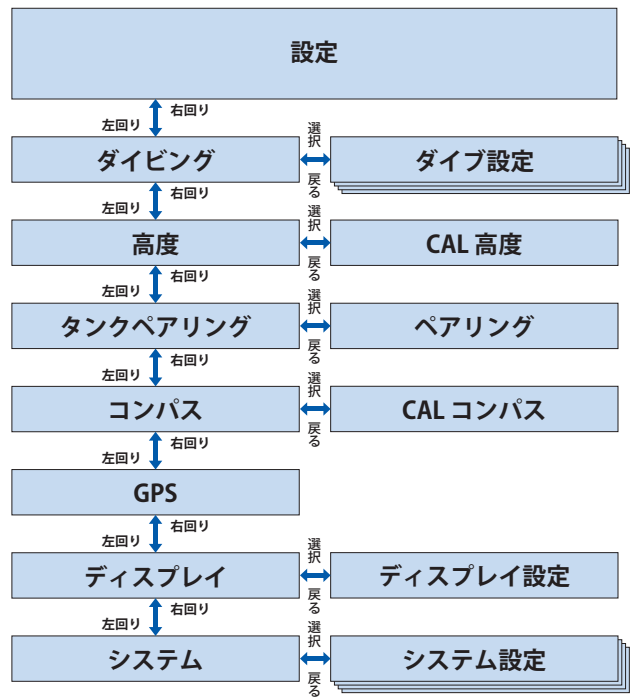 設定
右回り
左回り
ダイビング
選択
戻る
ダイブ設定
右回り
左回り
高度
選択
戻る
CAL 高度
右回り
左回り
タンクペアリング
選択
戻る
ペアリング
右回り
左回り
コンパス
選択
戻る
CAL コンパス
右回り
左回り
GPS
右回り
左回り
ディスプレイ
選択
戻る
ディスプレイ設定
右回り
左回り
システム
選択
戻る
システム設定